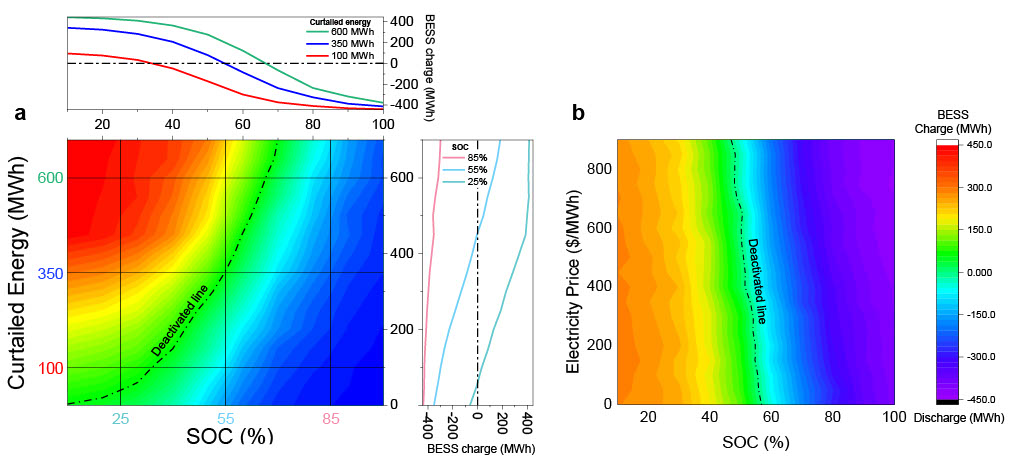 Curtailed energy
600 MWh
350 MWh
100 MWh
400
200
0
-200
-400
BESS charge (MWh)
20 40 60 80 100
a
Curtailed Energy (MWh)
600
350
100
Deactivated line
25 55 85
SOC (%)
SOC
85%
55%
25%
600
400
200
0
-400 -200 0 200 400
BESS charge (MWh)
b
Electricity Price ($/MWh)
800
600
400
200
0
Deactivated line
20 40 60 80 100
SOC (%)
BESS
Charge (MWh)
450.0
300.0
150.0
0.000
-150.0
-300.0
-450.0
Discharge (MWh)